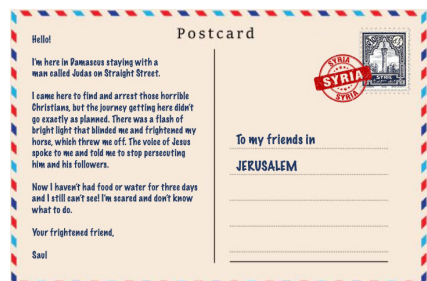 Postcard
Hello!
I'm here in Damascus staying with a
man called Judas on Straight Street.
I came here to find and arrest those horrible
Christians, but the journey getting here didn't
go exactly as planned. There was a flash of
bright light that blinded me and frightened my
horse, which threw me off. The voice of Jesus
spoke to me and told me to stop persecuting
him and his followers.
Now I haven't had food or water for three days
and I still can't see! I'm scared and don't know
what to do.
Your frightened friend,
Saul
SYRIA
SYRIA
SYRIA
To my friends in
JERUSALEM